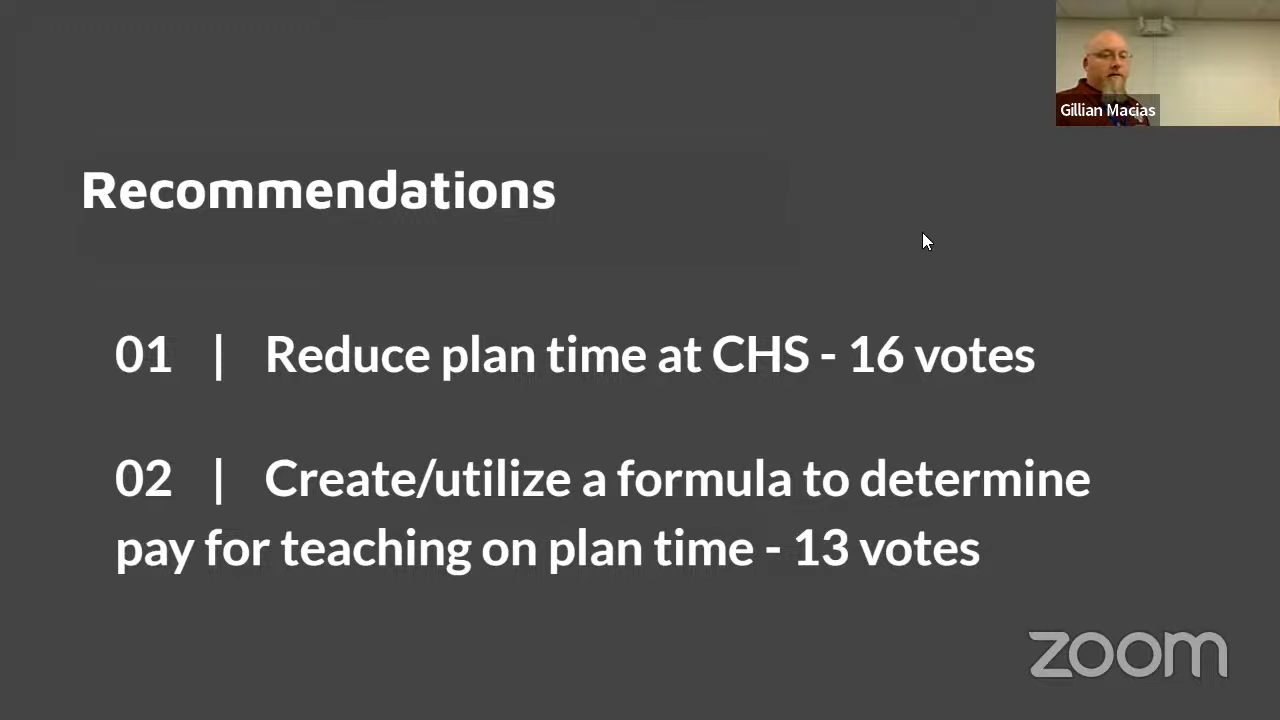 Gillian Macias
Recommendations
01 | Reduce plan time at CHS - 16 votes
02 | Create/utilize a formula to determine
pay for teaching on plan time - 13 votes
zoom